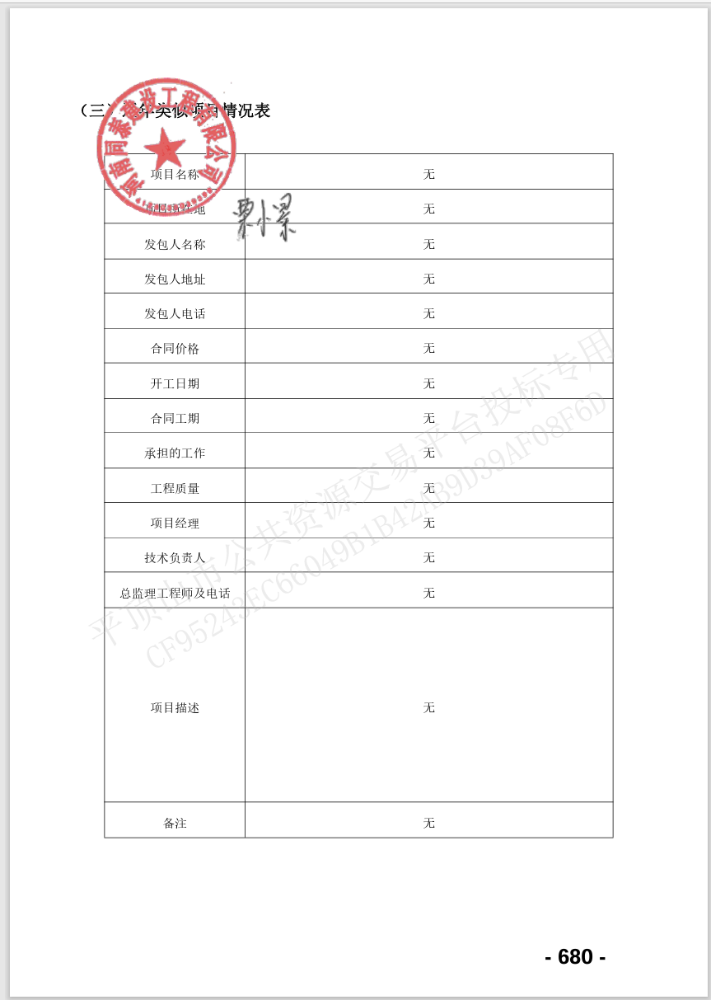 （三）近年类似项目情况表
河南同泰建设工程有限公司
项目名称 无
项目所在地 无
发包人名称 无
发包人地址 无
发包人电话 无
合同价格 无
开工日期 无
合同工期 无
承担的工作 无
工程质量 无
项目经理 无
技术负责人 无
总监理工程师及电话 无
项目描述 无
备注 无
平顶山市公共资源交易平台投标专用
CF95243EC66049B1B42AB9D39AF08F6D
- 680 -